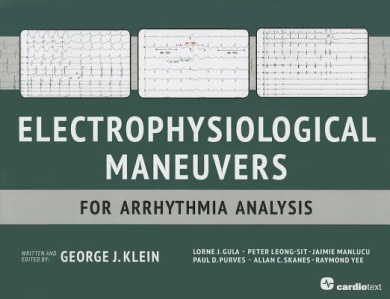 ELECTROPHYSIOLOGICAL
MANEUVERS
FOR ARRHYTHMIA ANALYSIS
WRITTEN AND
EDITED BY: GEORGE J. KLEIN
LORNE J. GULA · PETER LEONG-SIT · JAIMIE MANLUCU
PAUL D. PURVES · ALLAN C. SKANES · RAYMOND YEE
cardiotext